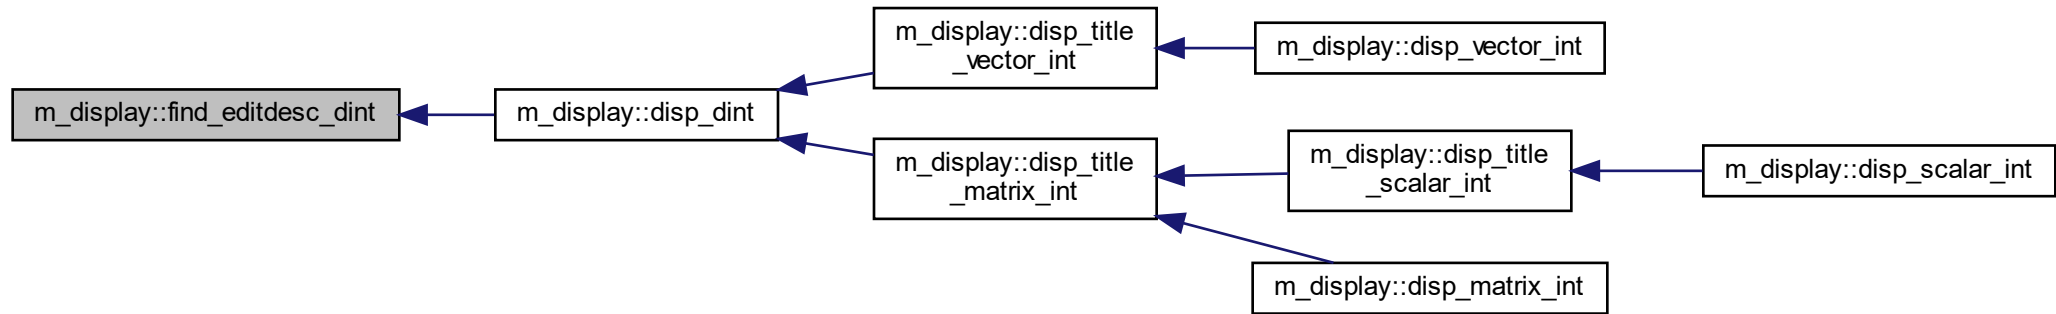 m_display::find_editdesc_dint
m_display::disp_dint
m_display::disp_title
_vector_int
m_display::disp_vector_int
m_display::disp_title
_matrix_int
m_display::disp_title
_scalar_int
m_display::disp_scalar_int
m_display::disp_matrix_int